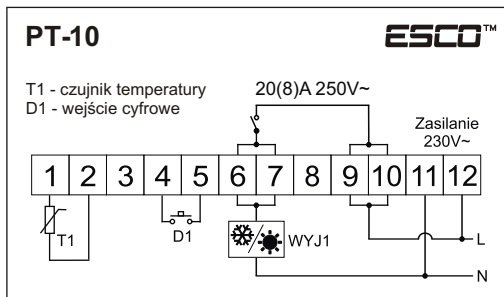 PT-10
ESCO™
T1 - czujnik temperatury
D1 - wejście cyfrowe
20(8)A 250V~
Zasilanie
230V~
1 2 3 4 5 6 7 8 9 10 11 12
T1
D1
WYJ1
L
N